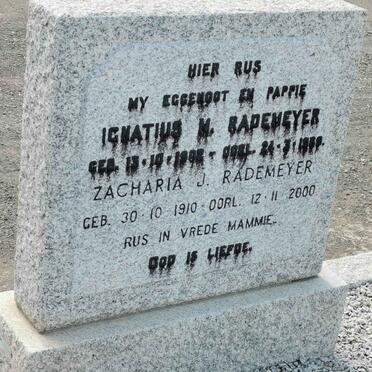 HIER RUS
MY EGGENOOT EN PAPPIE
IGNATIUS M. RADEMEYER
GEB. OORL.
ZACHARIA J. RADEMEYER
GEB. 30·10·1910·OORL. 12·11·2000
RUS IN VREDE MAMMIE.
GOD IS LIEFDE.